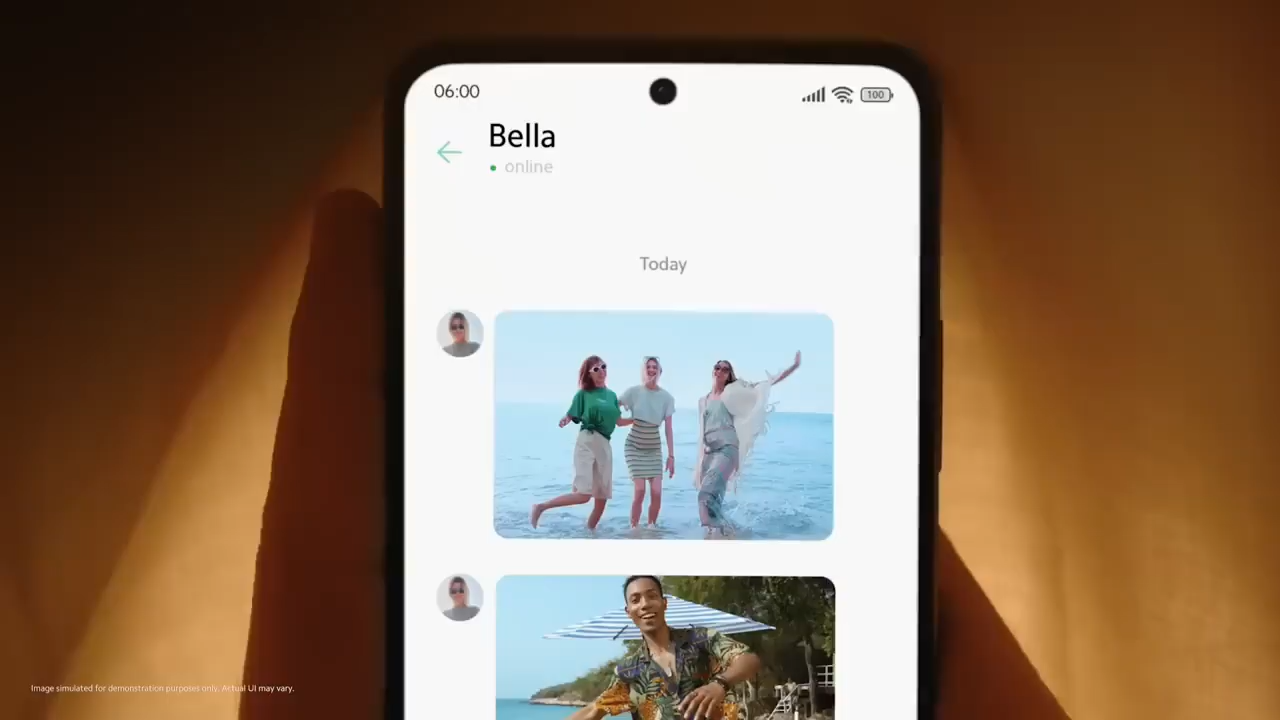 06:00
100
Bella
online
Today
Image simulated for demonstration purposes only. Actual UI may vary.